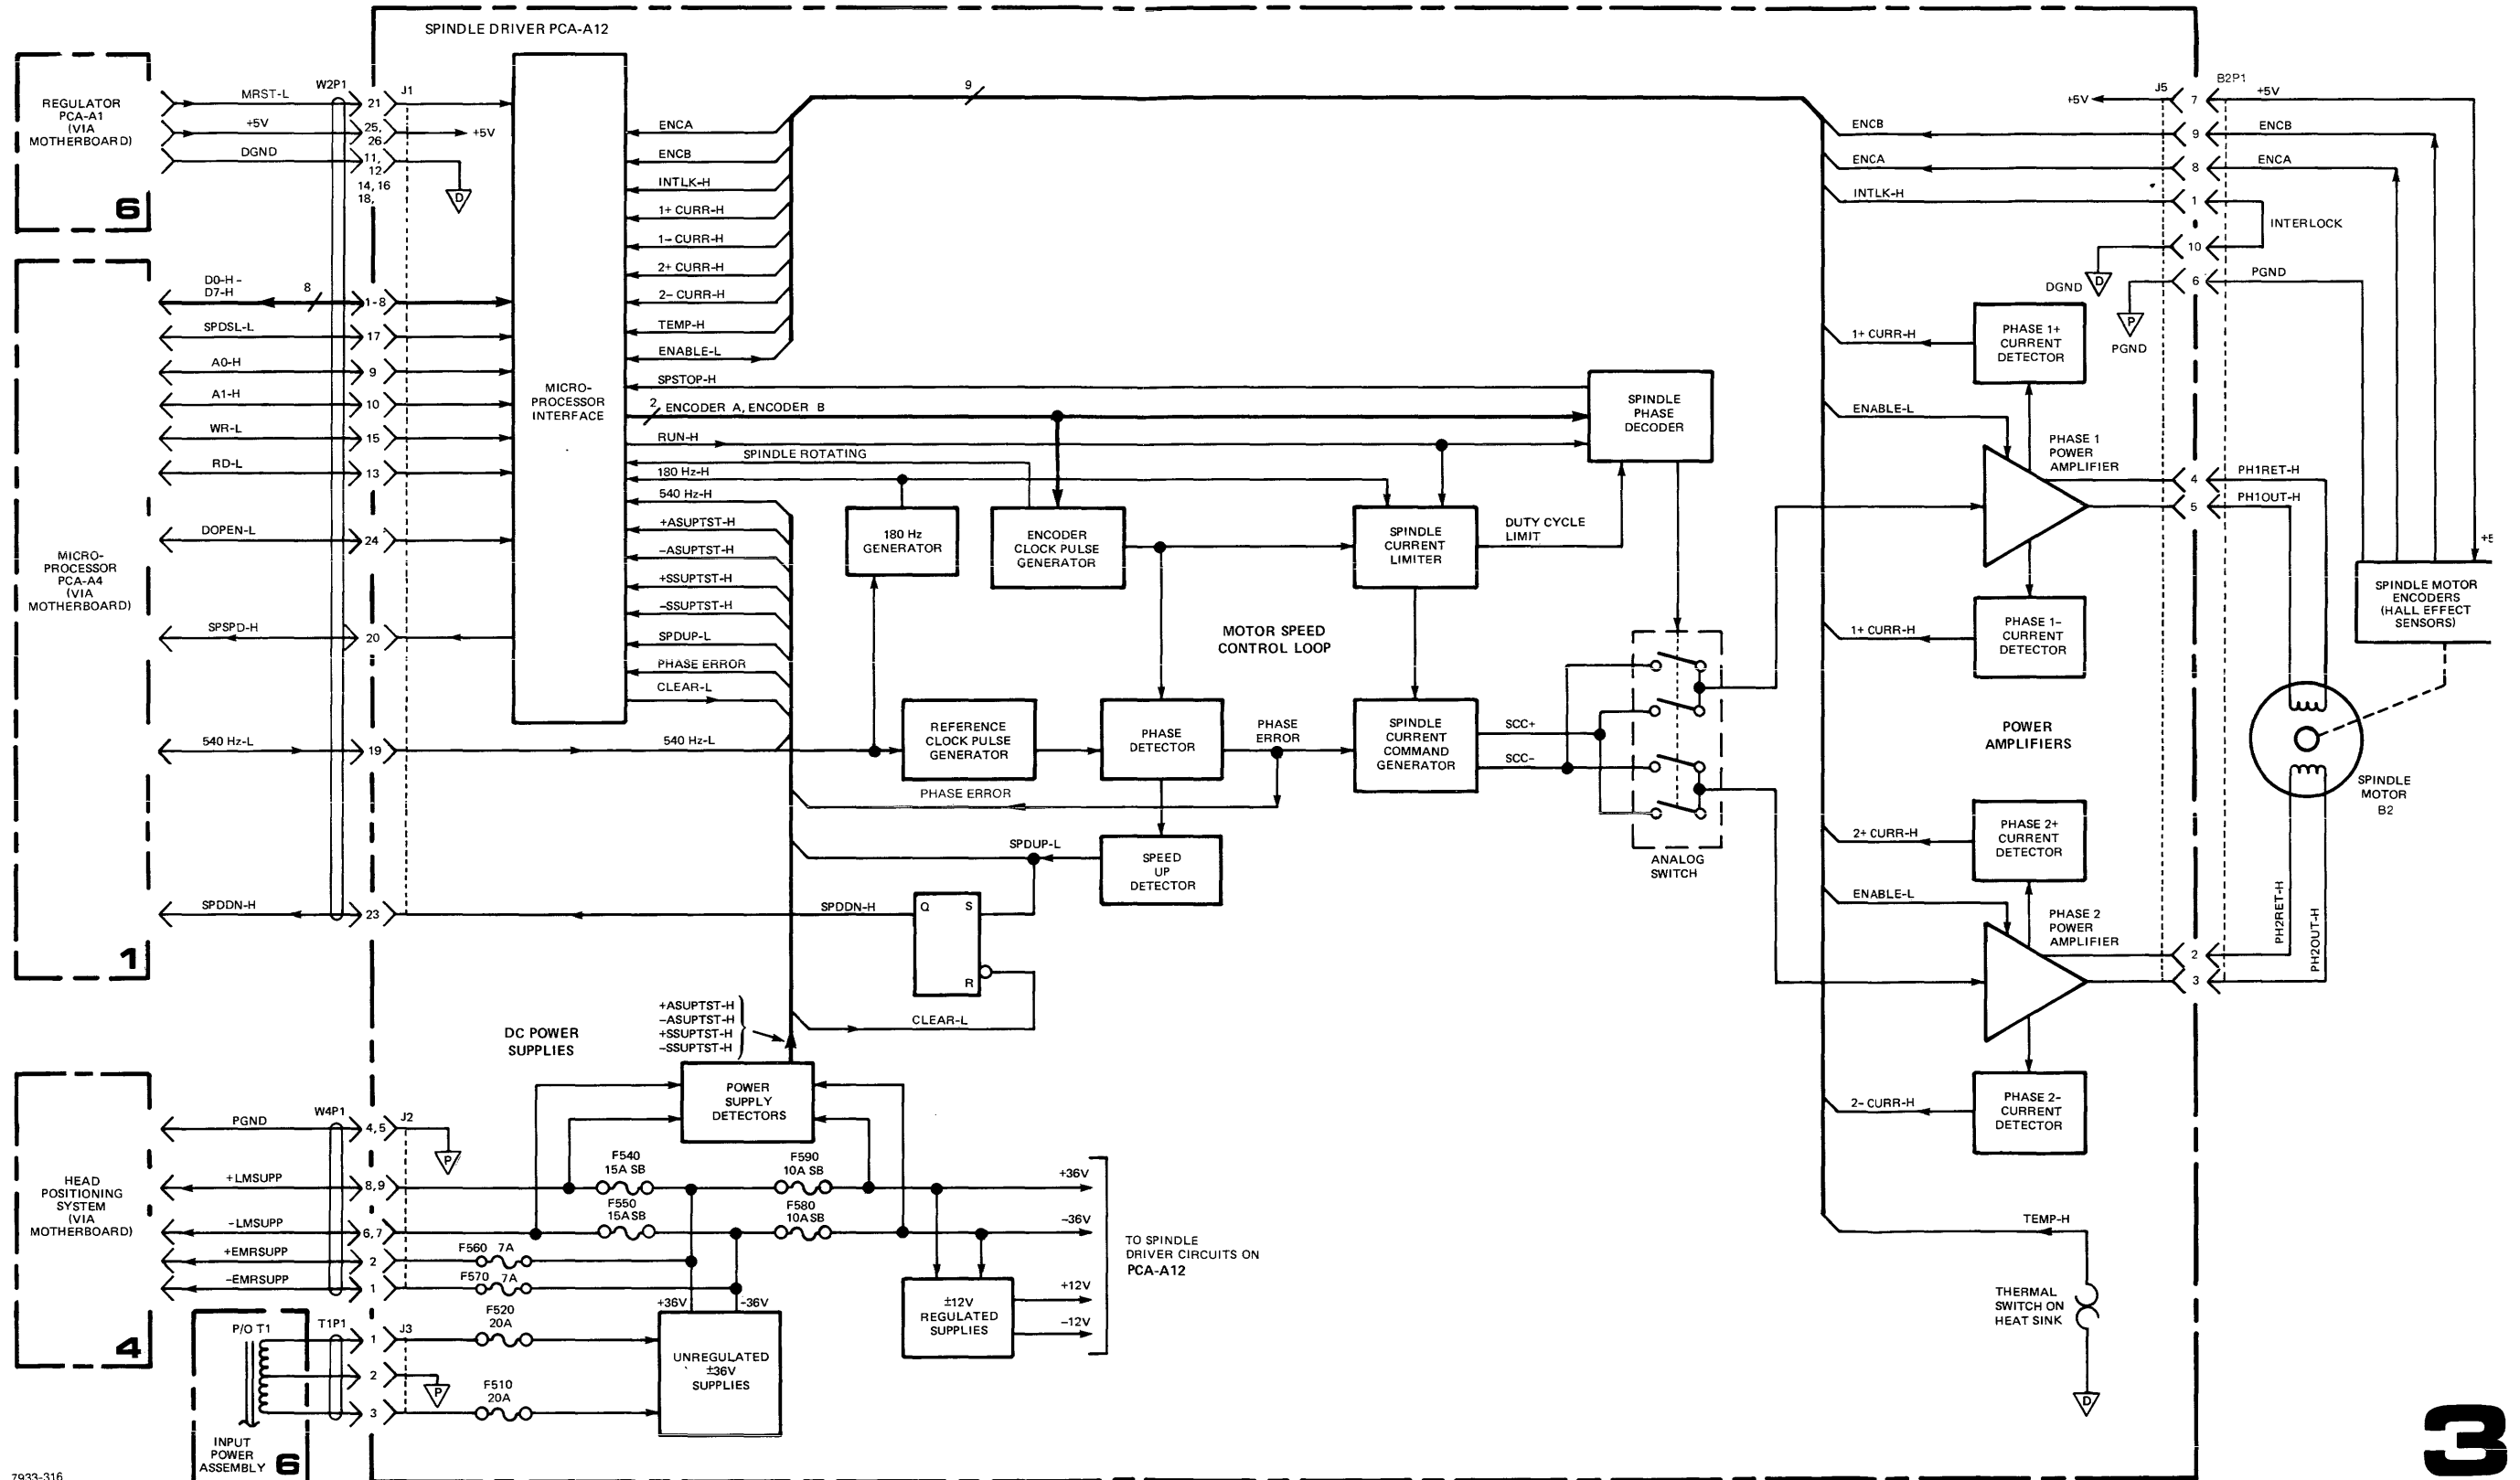 SPINDLE DRIVER PCA-A12
REGULATOR
PCA-A1
(VIA
MOTHERBOARD)
6
MRST-L
+5V
DGND
W2P1
J1
21
25,
26
11,
12
14, 16
18,
+5V
D
MICRO-
PROCESSOR
PCA-A4
(VIA
MOTHERBOARD)
1
D0-H -
D7-H
8
1-8
SPDSL-L
17
A0-H
9
A1-H
10
WR-L
15
RD-L
13
DOPEN-L
24
SPSPD-H
20
540 Hz-L
19
SPDDN-H
23
MICRO-
PROCESSOR
INTERFACE
9
ENCA
ENCB
INTLK-H
1+ CURR-H
1- CURR-H
2+ CURR-H
2- CURR-H
TEMP-H
ENABLE-L
SPSTOP-H
2 ENCODER A, ENCODER B
RUN-H
SPINDLE ROTATING
180 Hz-H
540 Hz-H
+ASUPTST-H
-ASUPTST-H
+SSUPTST-H
-SSUPTST-H
SPDUP-L
PHASE ERROR
CLEAR-L
540 Hz-L
180 Hz
GENERATOR
ENCODER
CLOCK PULSE
GENERATOR
SPINDLE
CURRENT
LIMITER
DUTY CYCLE
LIMIT
SPINDLE
PHASE
DECODER
MOTOR SPEED
CONTROL LOOP
REFERENCE
CLOCK PULSE
GENERATOR
PHASE
DETECTOR
PHASE
ERROR
SPINDLE
CURRENT
COMMAND
GENERATOR
SCC+
SCC-
ANALOG
SWITCH
PHASE ERROR
SPDUP-L
SPEED
UP
DETECTOR
SPDDN-H
Q
S
R
CLEAR-L
+ASUPTST-H
-ASUPTST-H
+SSUPTST-H
-SSUPTST-H
DC POWER
SUPPLIES
POWER
SUPPLY
DETECTORS
HEAD
POSITIONING
SYSTEM
(VIA
MOTHERBOARD)
4
PGND
W4P1
J2
4, 5
P
+LMSUPP
8,9
-LMSUPP
6,7
+EMRSUPP
2
-EMRSUPP
1
F540
15A SB
F550
15A SB
F590
10A SB
F580
10A SB
F560 7A
F570 7A
+36V
-36V
+36V
-36V
+12V
-12V
TO SPINDLE
DRIVER CIRCUITS ON
PCA-A12
±12V
REGULATED
SUPPLIES
UNREGULATED
±36V
SUPPLIES
P/O T1
T1P1
J3
1
2
3
P
F520
20A
F510
20A
INPUT
POWER
ASSEMBLY
6
J5
B2P1
+5V
7
+5V
ENCB
9
ENCB
ENCA
8
ENCA
INTLK-H
1
INTERLOCK
10
DGND
D
6
PGND
P
PGND
1+ CURR-H
PHASE 1+
CURRENT
DETECTOR
ENABLE-L
PHASE 1
POWER
AMPLIFIER
4
PH1RET-H
5
PH1OUT-H
1+ CURR-H
PHASE 1-
CURRENT
DETECTOR
+5
SPINDLE MOTOR
ENCODERS
(HALL EFFECT
SENSORS)
POWER
AMPLIFIERS
SPINDLE
MOTOR
B2
2+ CURR-H
PHASE 2+
CURRENT
DETECTOR
ENABLE-L
PHASE 2
POWER
AMPLIFIER
2
3
PH2RET-H
PH2OUT-H
2- CURR-H
PHASE 2-
CURRENT
DETECTOR
TEMP-H
THERMAL
SWITCH ON
HEAT SINK
D
3
7933-316